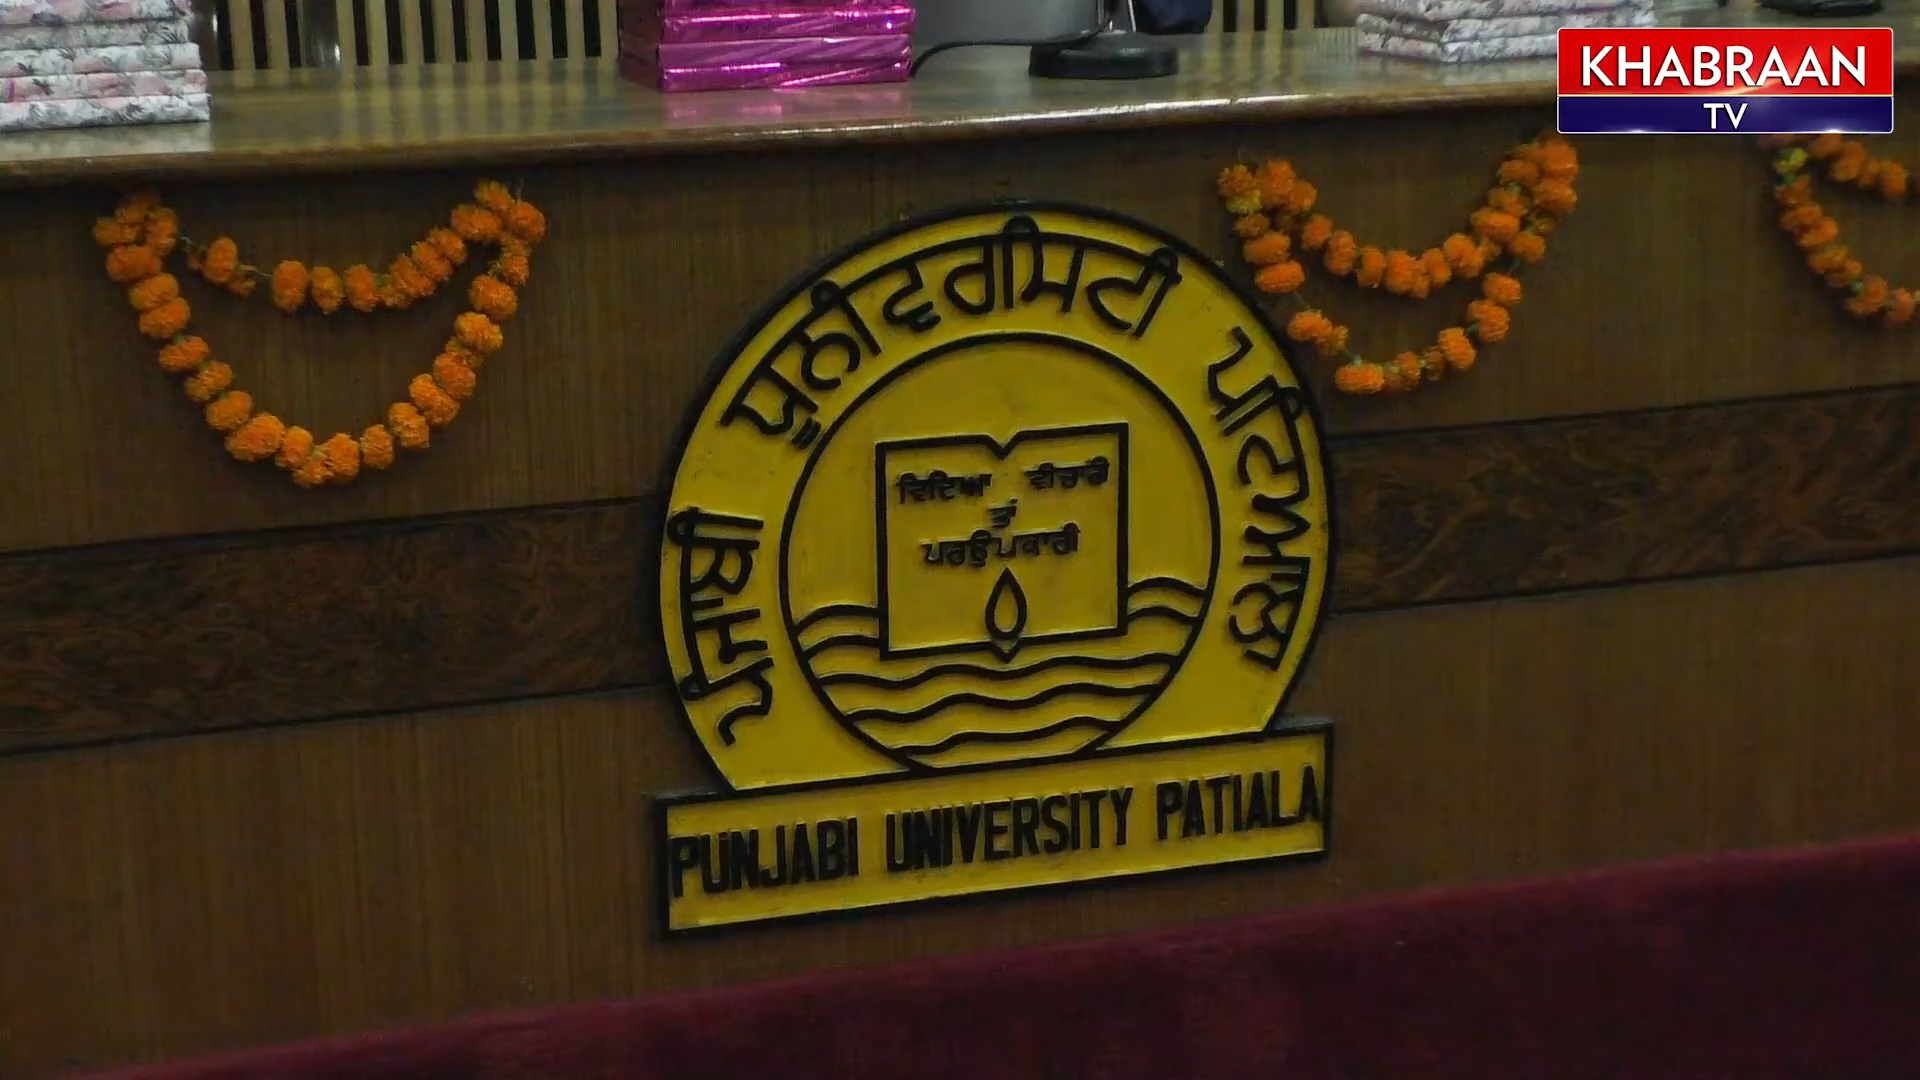 KHABRAAN
TV
ਪੰਜਾਬੀ ਯੂਨੀਵਰਸਿਟੀ ਪਟਿਆਲਾ
ਵਿਦਿਆ ਵੀਚਾਰੀ
ਤਾਂ
ਪਰਉਪਕਾਰੀ
PUNJABI UNIVERSITY PATIALA